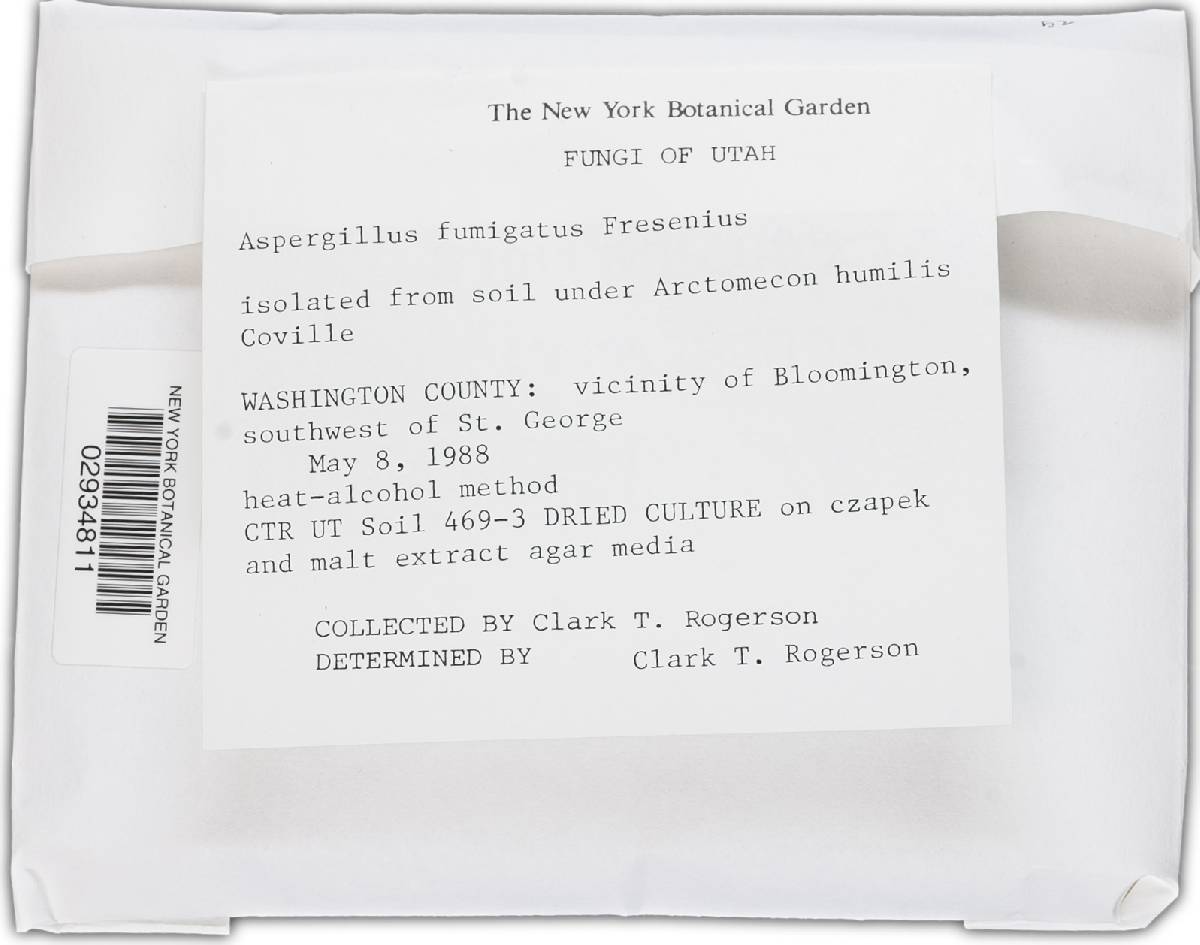 The New York Botanical Garden
FUNGI OF UTAH
Aspergillus fumigatus Fresenius
isolated from soil under Arctomecon humilis
Coville
WASHINGTON COUNTY: vicinity of Bloomington,
southwest of St. George
May 8, 1988
heat-alcohol method
CTR UT Soil 469-3 DRIED CULTURE on czapek
and malt extract agar media
COLLECTED BY Clark T. Rogerson
DETERMINED BY Clark T. Rogerson
NEW YORK BOTANICAL GARDEN
02934811